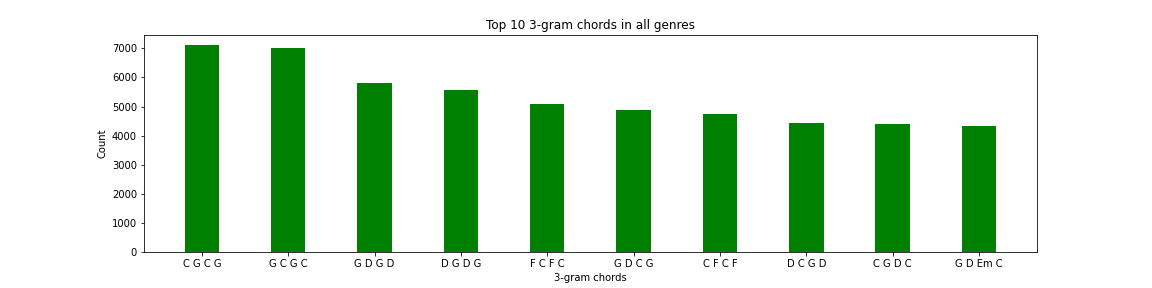 Top 10 3-gram chords in all genres
Count
7000
6000
5000
4000
3000
2000
1000
0
C G C G
G C G C
G D G D
D G D G
F C F C
G D C G
C F C F
D C G D
C G D C
G D Em C
3-gram chords